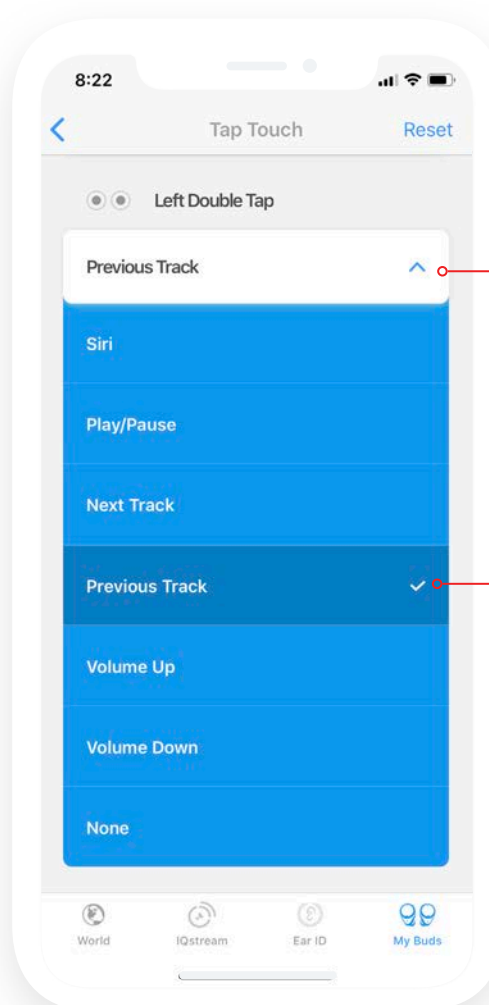 8:22
Tap Touch Reset
Left Double Tap
Previous Track
Siri
Play/Pause
Next Track
Previous Track
Volume Up
Volume Down
None
World IQstream Ear ID My Buds